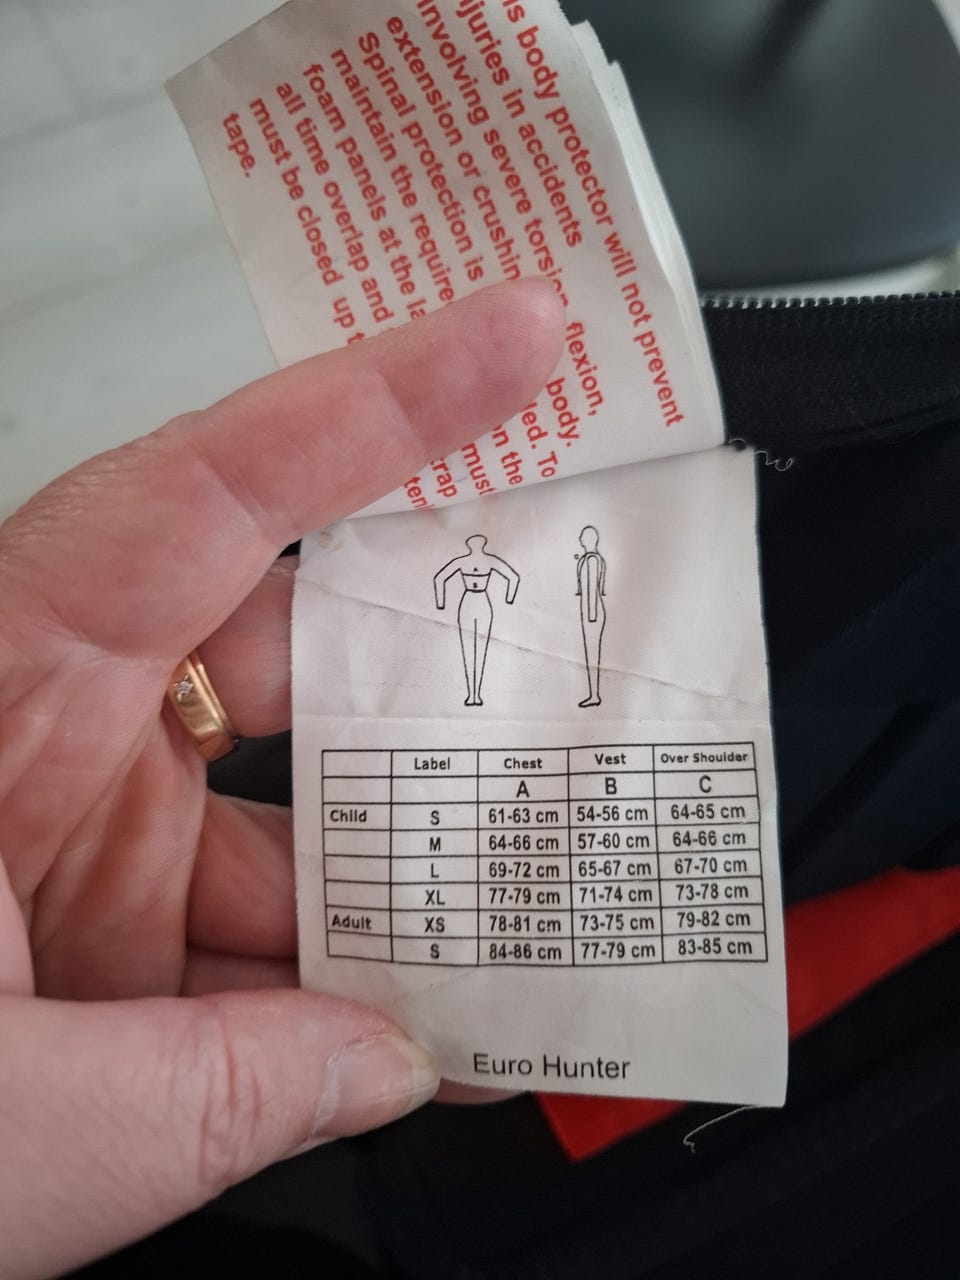 body protector will not prevent
in accidents
involving severe torsion, flexion,
extension or body.
Spinal protection is To
maintain the the
foam panels at the must
all time overlap and
must be closed up
tape.
A
B
C
Label Chest Vest Over Shoulder
A B C
Child S 61-63 cm 54-56 cm 64-65 cm
M 64-66 cm 57-60 cm 64-66 cm
L 69-72 cm 65-67 cm 67-70 cm
XL 77-79 cm 71-74 cm 73-78 cm
Adult XS 78-81 cm 73-75 cm 79-82 cm
S 84-86 cm 77-79 cm 83-85 cm
Euro Hunter